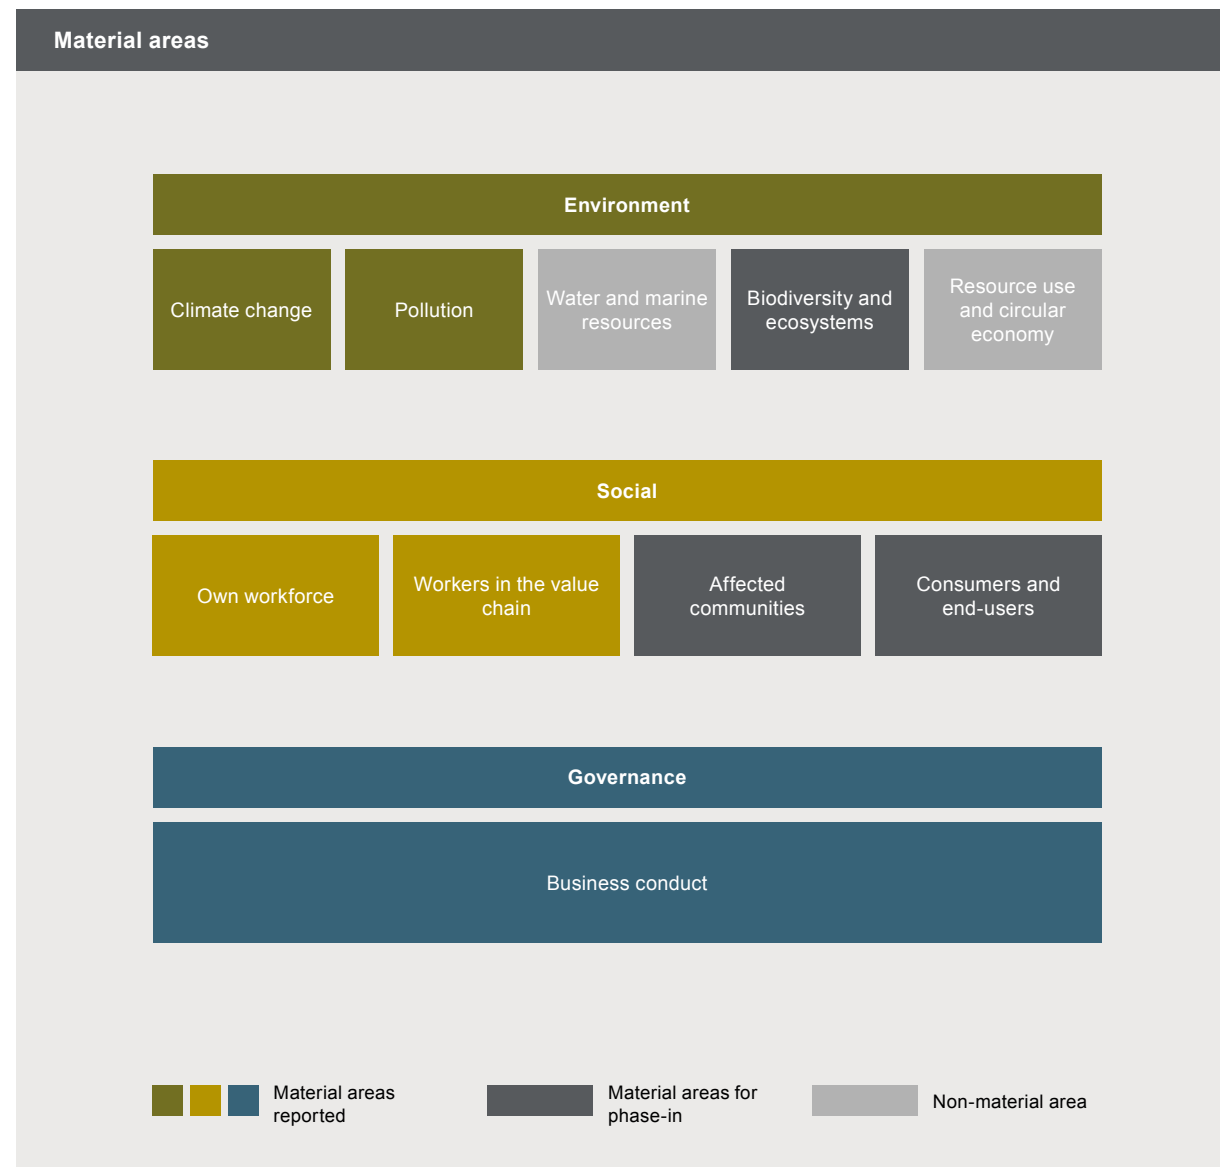 Material areas
Environment
Climate change
Pollution
Water and marine
resources
Biodiversity and
ecosystems
Resource use
and circular
economy
Social
Own workforce
Workers in the value
chain
Affected
communities
Consumers and
end-users
Governance
Business conduct
Material areas
reported
Material areas for
phase-in
Non-material area